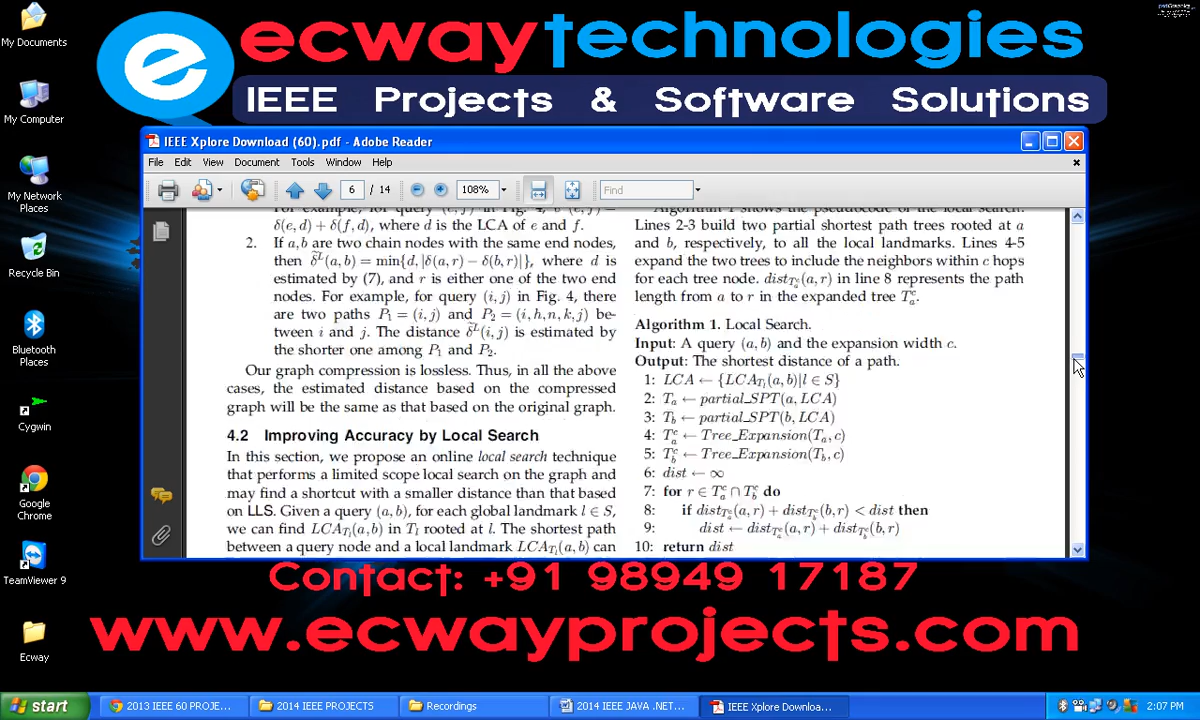 ecwaytechnologies
IEEE Projects & Software Solutions
My Documents
My Computer
My Network
Places
Recycle Bin
Bluetooth
Places
Cygwin
Google
Chrome
TeamViewer 9
Ecway
IEEE Xplore Download (60).pdf - Adobe Reader
File Edit View Document Tools Window Help
6 / 14 108% Find
δ(e, d) + δ(f, d), where d is the LCA of e and f.
2. If a, b are two chain nodes with the same end nodes,
then δ̃ᴸ(a, b) = min{d, |δ(a, r) − δ(b, r)|}, where d is
estimated by (7), and r is either one of the two end
nodes. For example, for query (i, j) in Fig. 4, there
are two paths P₁ = (i, j) and P₂ = (i, h, n, k, j) be-
tween i and j. The distance δ̃ᴸ(i, j) is estimated by
the shorter one among P₁ and P₂.
Our graph compression is lossless. Thus, in all the above
cases, the estimated distance based on the compressed
graph will be the same as that based on the original graph.
4.2 Improving Accuracy by Local Search
In this section, we propose an online local search technique
that performs a limited scope local search on the graph and
may find a shortcut with a smaller distance than that based
on LLS. Given a query (a, b), for each global landmark l ∈ S,
we can find LCA_Tl(a, b) in Tl rooted at l. The shortest path
between a query node and a local landmark LCA_Tl(a, b) can
Algorithm 1 shows the pseudocode of the local search.
Lines 2-3 build two partial shortest path trees rooted at a
and b, respectively, to all the local landmarks. Lines 4-5
expand the two trees to include the neighbors within c hops
for each tree node. dist_Tᶜₐ(a, r) in line 8 represents the path
length from a to r in the expanded tree Tᶜₐ.
Algorithm 1. Local Search.
Input: A query (a, b) and the expansion width c.
Output: The shortest distance of a path.
1: LCA ← {LCA_Tl(a, b)|l ∈ S}
2: Ta ← partial_SPT(a, LCA)
3: Tb ← partial_SPT(b, LCA)
4: Tᶜa ← Tree_Expansion(Ta, c)
5: Tᶜb ← Tree_Expansion(Tb, c)
6: dist ← ∞
7: for r ∈ Tᶜa ∩ Tᶜb do
8: if dist_Tᶜa(a, r) + dist_Tᶜb(b, r) < dist then
9: dist ← dist_Tᶜa(a, r) + dist_Tᶜb(b, r)
10: return dist
Contact: +91 98949 17187
www.ecwayprojects.com
start
2013 IEEE 60 PROJE...
2014 IEEE PROJECTS
Recordings
2014 IEEE JAVA .NET...
IEEE Xplore Downloa...
2:07 PM